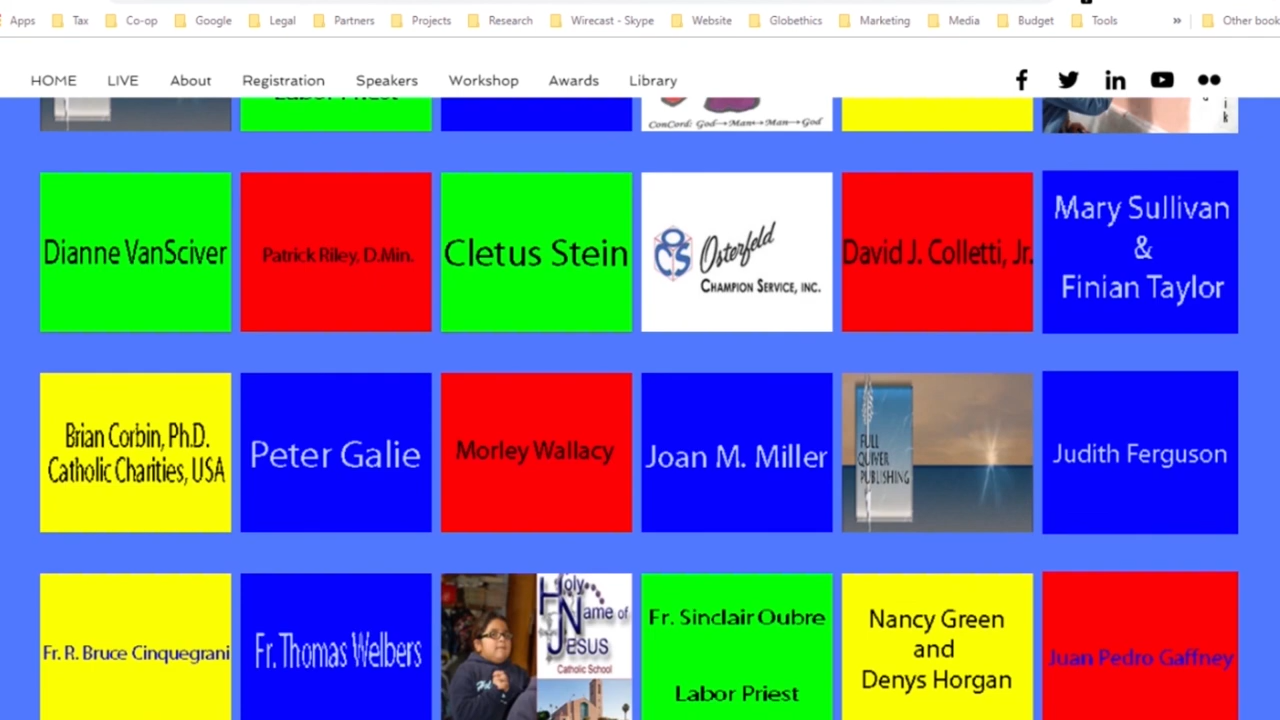 Apps Tax Co-op Google Legal Partners Projects Research Wirecast - Skype Website Globethics Marketing Media Budget Tools » Other book
HOME LIVE About Registration Speakers Workshop Awards Library
Labor Priest
ConCord: God→Man→Man→God
Dianne VanSciver
Patrick Riley, D.Min.
Cletus Stein
OCS
Osterfeld
CHAMPION SERVICE, INC.
David J. Colletti, Jr.
Mary Sullivan
&
Finian Taylor
Brian Corbin, Ph.D.
Catholic Charities, USA
Peter Galie
Morley Wallacy
Joan M. Miller
FULL
QUIVER
PUBLISHING
Judith Ferguson
Fr. R. Bruce Cinquegrani
Fr. Thomas Welbers
Holy
Name of
Jesus
Catholic School
Fr. Sinclair Oubre
Labor Priest
Nancy Green
and
Denys Horgan
Juan Pedro Gaffney